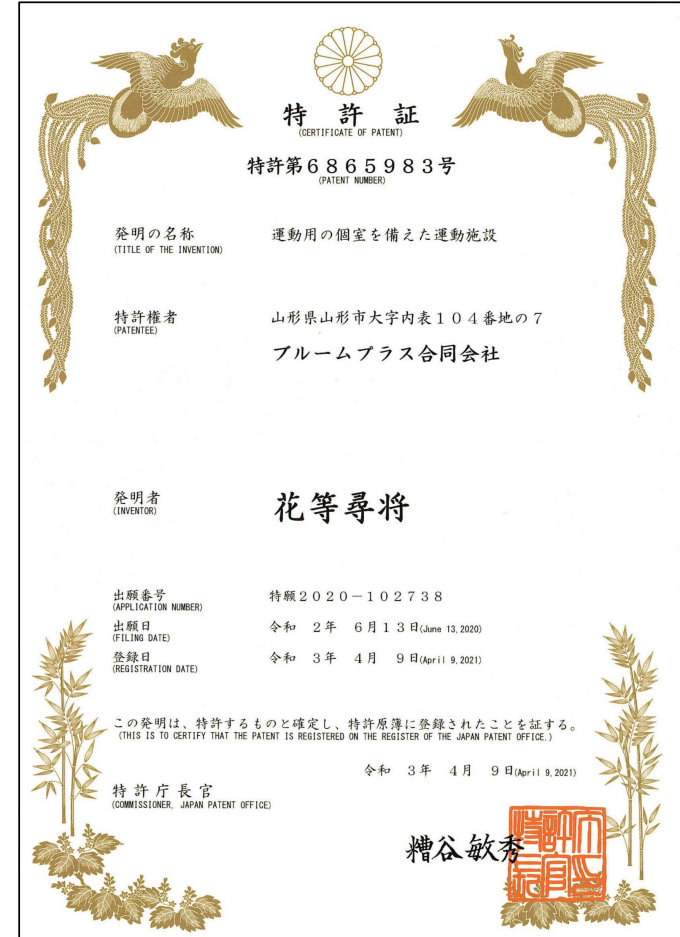 特許証
(CERTIFICATE OF PATENT)
特許第6865983号
(PATENT NUMBER)
発明の名称 運動用の個室を備えた運動施設
(TITLE OF THE INVENTION)
特許権者 山形県山形市大字内表104番地の7
(PATENTEE)
ブルームプラス合同会社
発明者 花等尋将
(INVENTOR)
出願番号 特願2020-102738
(APPLICATION NUMBER)
出願日 令和 2年 6月13日(June 13,2020)
(FILING DATE)
登録日 令和 3年 4月 9日(April 9,2021)
(REGISTRATION DATE)
この発明は、特許するものと確定し、特許原簿に登録されたことを証する。
(THIS IS TO CERTIFY THAT THE PATENT IS REGISTERED ON THE REGISTER OF THE JAPAN PATENT OFFICE.)
令和 3年 4月 9日(April 9,2021)
特許庁長官
(COMMISSIONER, JAPAN PATENT OFFICE)
糟谷敏秀